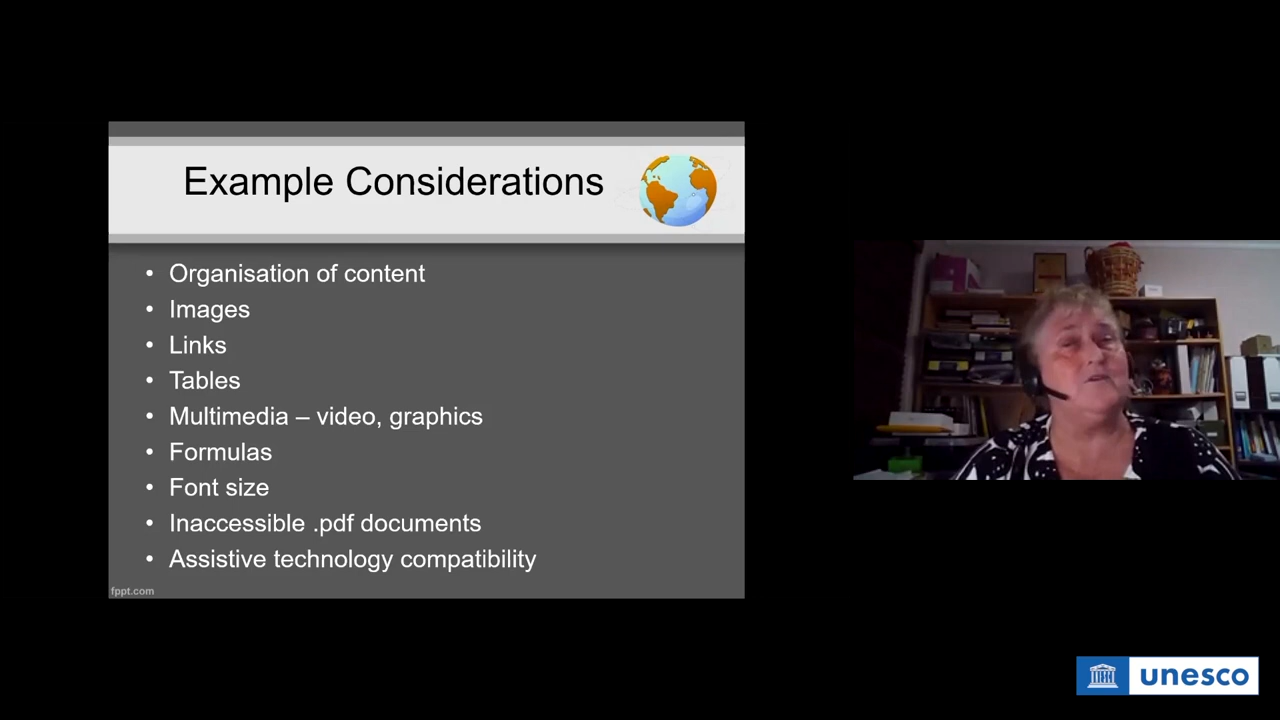 Example Considerations
• Organisation of content
• Images
• Links
• Tables
• Multimedia – video, graphics
• Formulas
• Font size
• Inaccessible .pdf documents
• Assistive technology compatibility
fppt.com
unesco